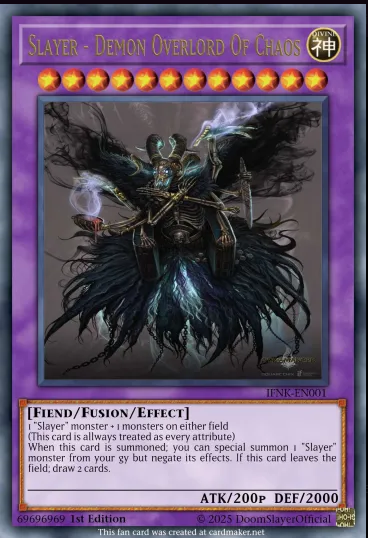 Slayer - Demon Overlord Of Chaos
DIVINE
神
IFNK-EN001
[Fiend/Fusion/Effect]
1 "Slayer" monster + 1 monsters on either field
(This card is allways treated as every attribute)
When this card is summoned; you can special summon 1 "Slayer"
monster from your gy but negate its effects. If this card leaves the
field; draw 2 cards.
ATK/200P DEF/2000
69696969 1st Edition
© 2025 DoomSlayerOfficial
This fan card was created at cardmaker.net